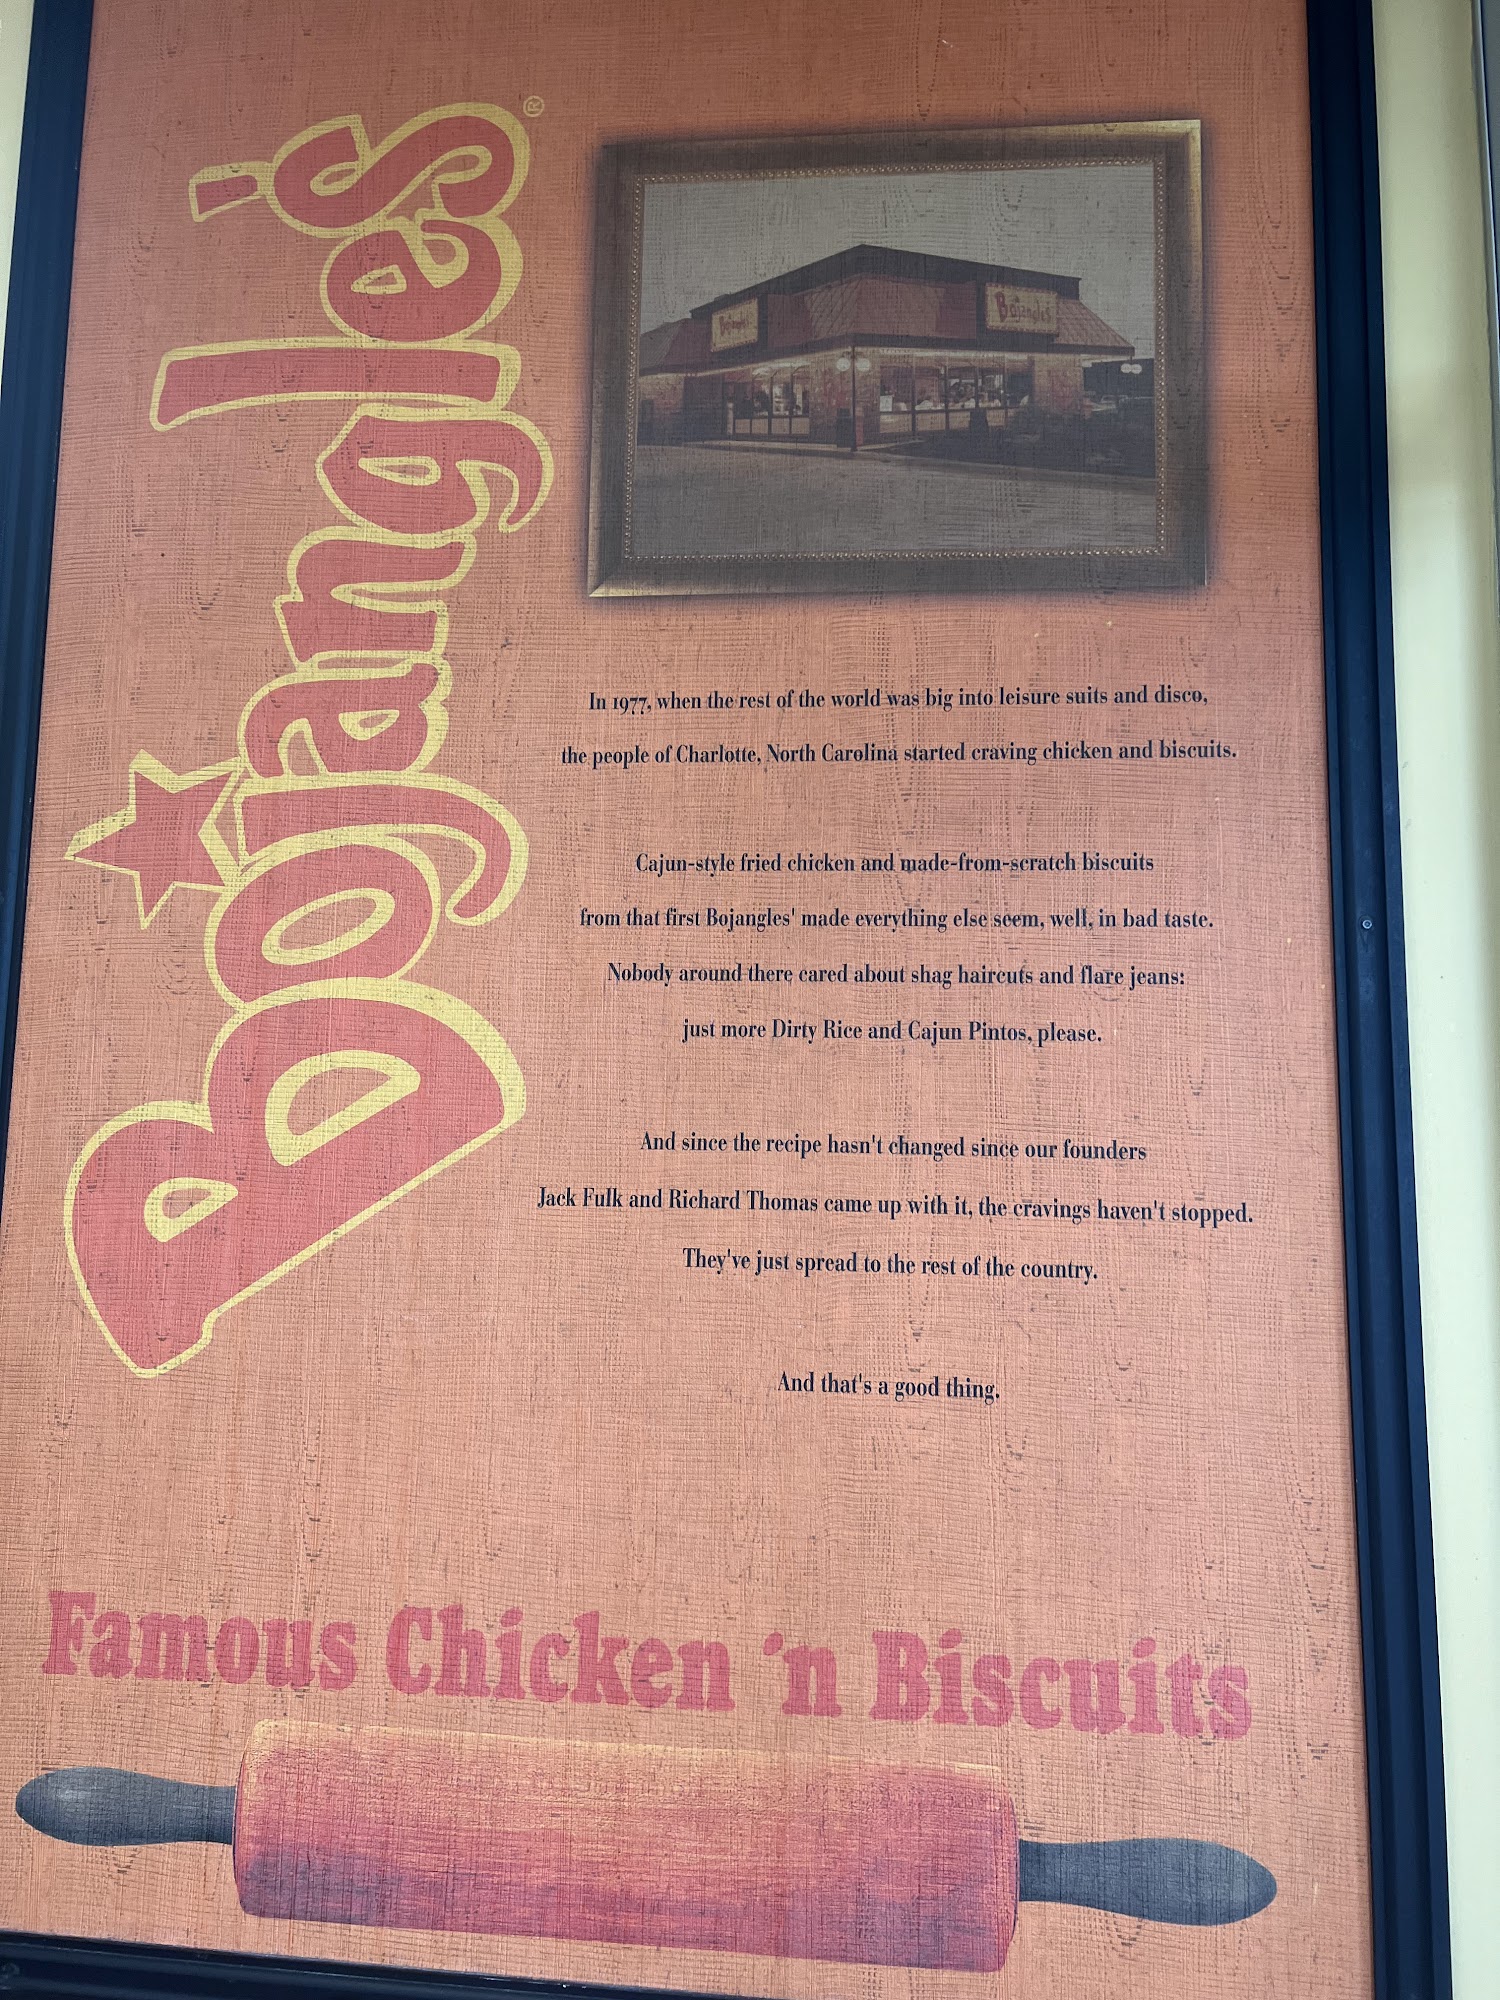 Bojangles'®
Bojangles'
Bojangles'
In 1977, when the rest of the world was big into leisure suits and disco,
the people of Charlotte, North Carolina started craving chicken and biscuits.
Cajun-style fried chicken and made-from-scratch biscuits
from that first Bojangles' made everything else seem, well, in bad taste.
Nobody around there cared about shag haircuts and flare jeans:
just more Dirty Rice and Cajun Pintos, please.
And since the recipe hasn't changed since our founders
Jack Fulk and Richard Thomas came up with it, the cravings haven't stopped.
They've just spread to the rest of the country.
And that's a good thing.
Famous Chicken 'n Biscuits